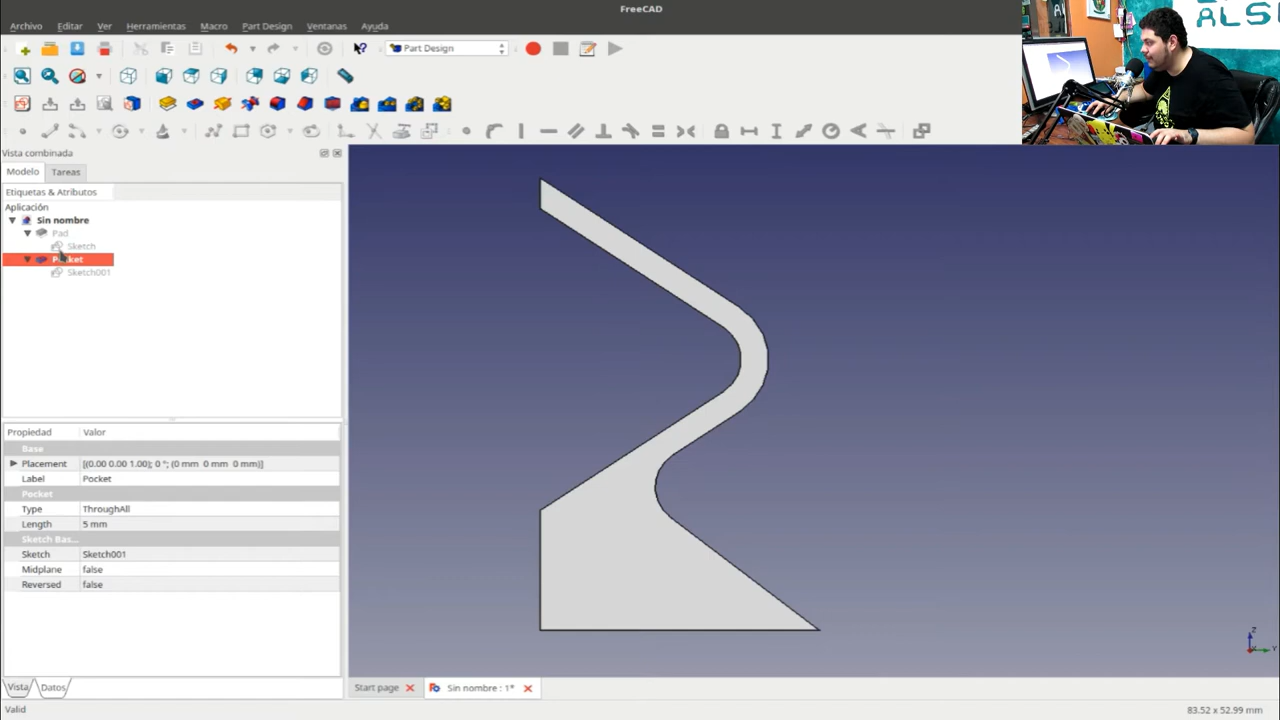 FreeCAD
Archivo Editar Ver Herramientas Macro Part Design Ventanas Ayuda
Part Design
ALSI
Vista combinada
Modelo Tareas
Etiquetas & Atributos
Aplicación
Sin nombre
Pad
Sketch
Pocket
Sketch001
Propiedad Valor
Base
Placement [(0.00 0.00 1.00); 0 °; (0 mm 0 mm 0 mm)]
Label Pocket
Pocket
Type ThroughAll
Length 5 mm
Sketch Bas...
Sketch Sketch001
Midplane false
Reversed false
Z
Y
Vista Datos
Start page
Sin nombre : 1*
Valid
83.52 x 52.99 mm